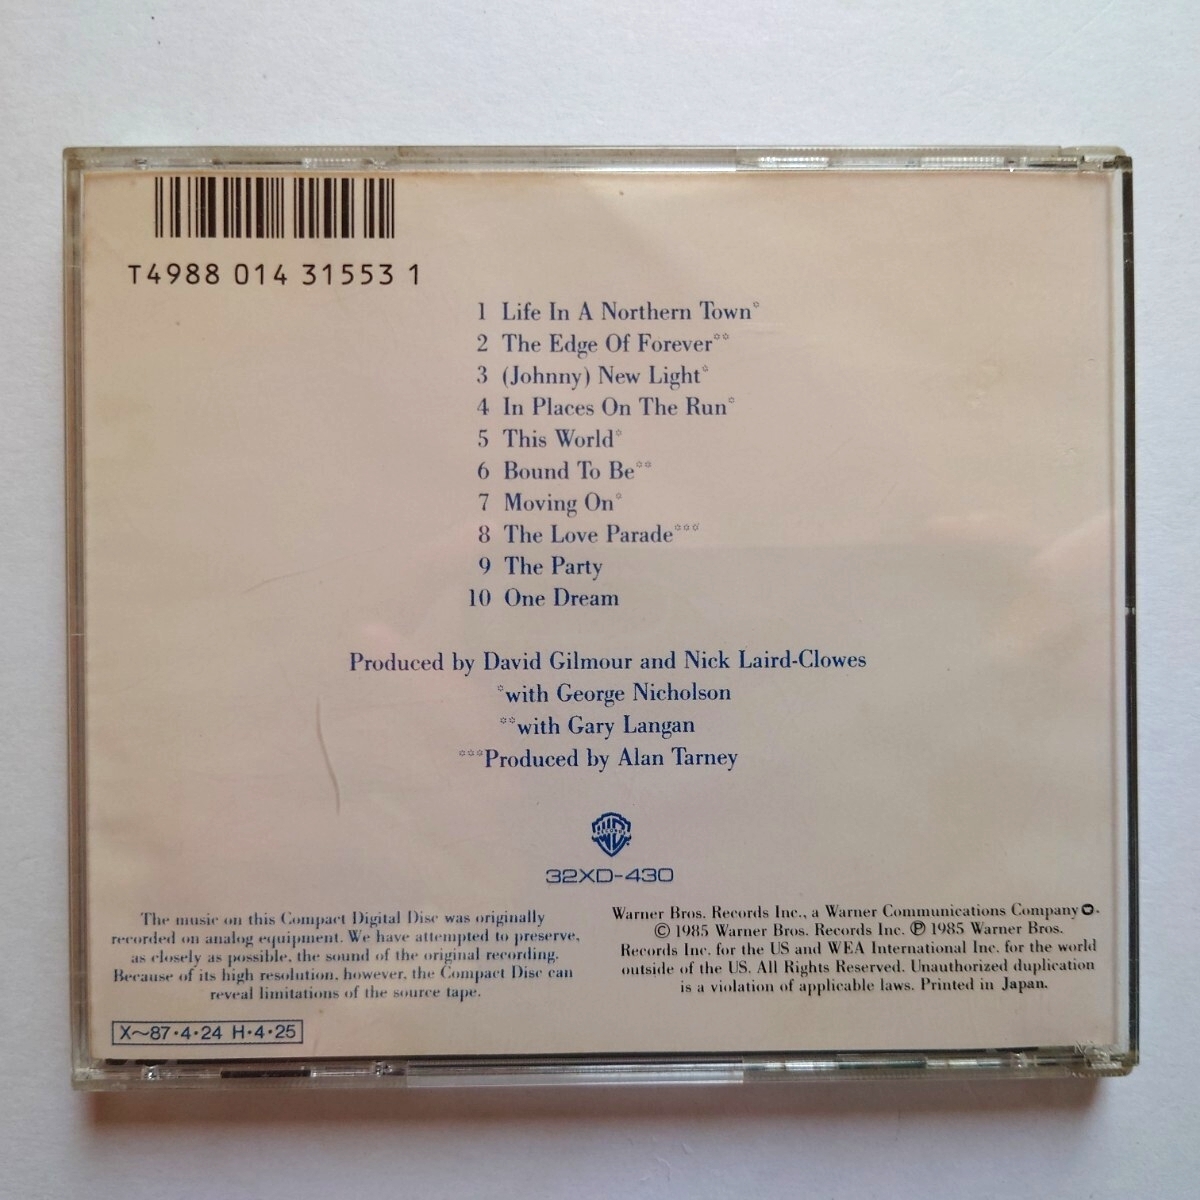 T4988 014 31553 1
1 Life In A Northern Town*
2 The Edge Of Forever**
3 (Johnny) New Light*
4 In Places On The Run*
5 This World*
6 Bound To Be**
7 Moving On*
8 The Love Parade***
9 The Party
10 One Dream
Produced by David Gilmour and Nick Laird-Clowes
*with George Nicholson
**with Gary Langan
***Produced by Alan Tarney
RECORDS
32XD-430
The music on this Compact Digital Disc was originally
recorded on analog equipment. We have attempted to preserve,
as closely as possible, the sound of the original recording.
Because of its high resolution, however, the Compact Disc can
reveal limitations of the source tape.
X~87・4・24 H・4・25
Warner Bros. Records Inc., a Warner Communications Company.
© 1985 Warner Bros. Records Inc. ℗ 1985 Warner Bros.
Records Inc. for the US and WEA International Inc. for the world
outside of the US. All Rights Reserved. Unauthorized duplication
is a violation of applicable laws. Printed in Japan.